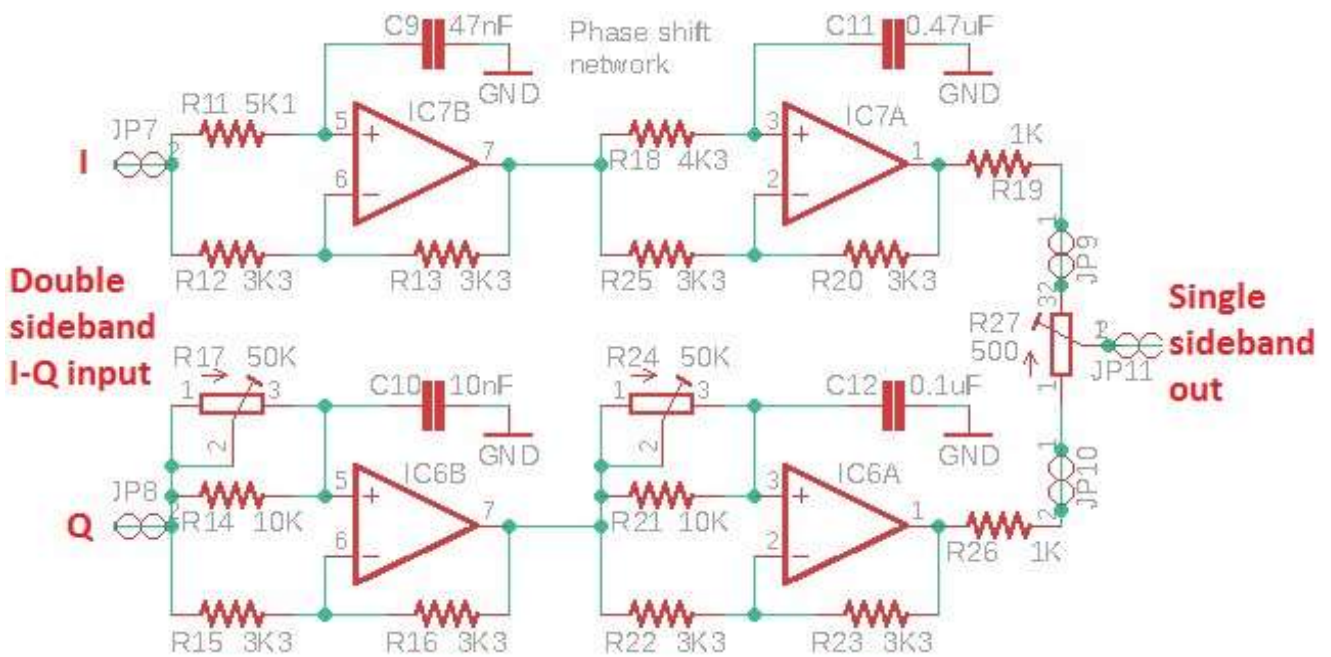 C9 47nF
Phase shift
network
C11 0.47uF
GND
GND
R11 5K1
IC7B
IC7A
JP7
2
5
+
7
3
+
1
1K
I
R18 4K3
6
2
R19
1
R12 3K3
R13 3K3
R25 3K3
R20 3K3
JP9
Double
sideband
I-Q input
32
R27
500
2
JP11
1
Single
sideband
out
R17 50K
1
3
2
C10 10nF
R24 50K
1
3
2
C12 0.1uF
GND
GND
IC6B
IC6A
1
JP10
2
JP8
R14 10K
5
+
7
R21 10K
3
+
1
Q
6
2
R26 1K
R15 3K3
R16 3K3
R22 3K3
R23 3K3